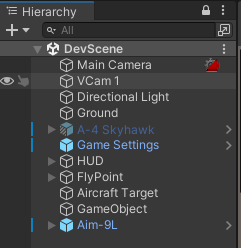 Hierarchy
All
DevScene
Main Camera
VCam 1
Directional Light
Ground
A-4 Skyhawk
Game Settings
HUD
FlyPoint
Aircraft Target
GameObject
Aim-9L